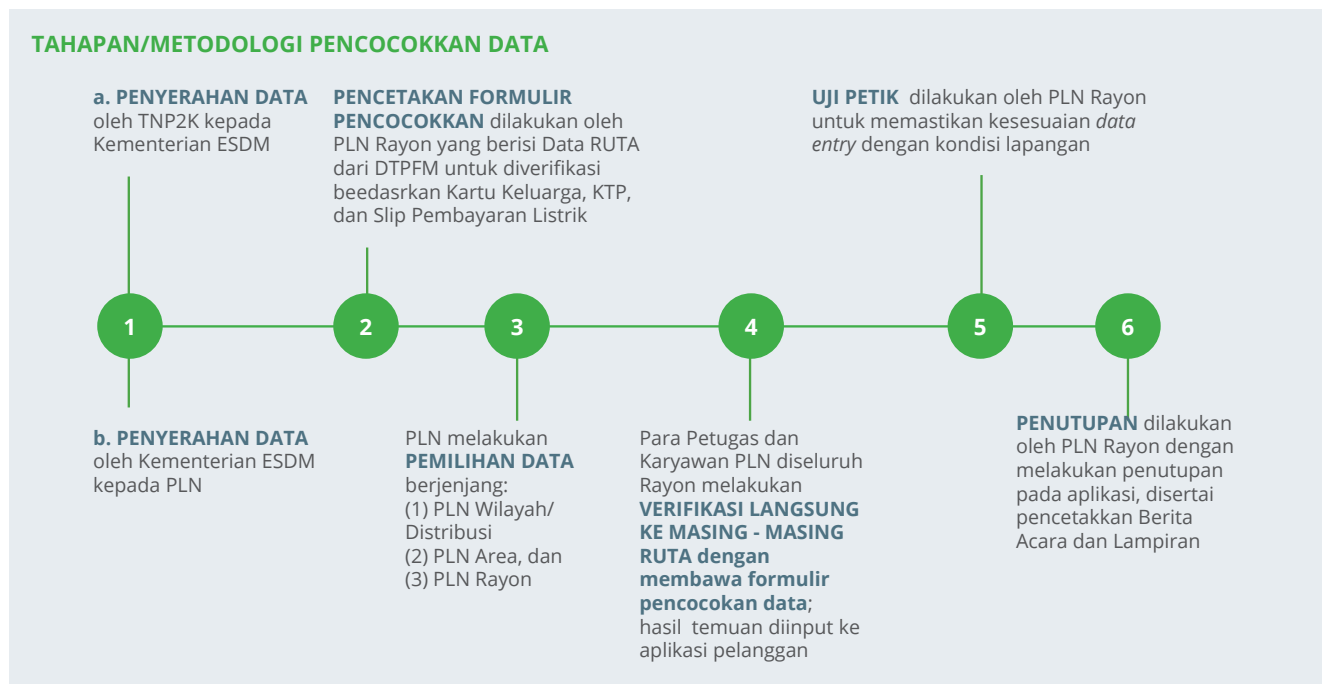 TAHAPAN/METODOLOGI PENCOCOKKAN DATA
a. PENYERAHAN DATA
oleh TNP2K kepada
Kementerian ESDM
PENCETAKAN FORMULIR
PENCOCOKKAN dilakukan oleh
PLN Rayon yang berisi Data RUTA
dari DTPFM untuk diverifikasi
beedasrkan Kartu Keluarga, KTP,
dan Slip Pembayaran Listrik
UJI PETIK dilakukan oleh PLN Rayon
untuk memastikan kesesuaian data
entry dengan kondisi lapangan
1
2
3
4
5
6
b. PENYERAHAN DATA
oleh Kementerian ESDM
kepada PLN
PLN melakukan
PEMILIHAN DATA
berjenjang:
(1) PLN Wilayah/
Distribusi
(2) PLN Area, dan
(3) PLN Rayon
Para Petugas dan
Karyawan PLN diseluruh
Rayon melakukan
VERIFIKASI LANGSUNG
KE MASING - MASING
RUTA dengan
membawa formulir
pencocokan data;
hasil temuan diinput ke
aplikasi pelanggan
PENUTUPAN dilakukan
oleh PLN Rayon dengan
melakukan penutupan
pada aplikasi, disertai
pencetakkan Berita
Acara dan Lampiran